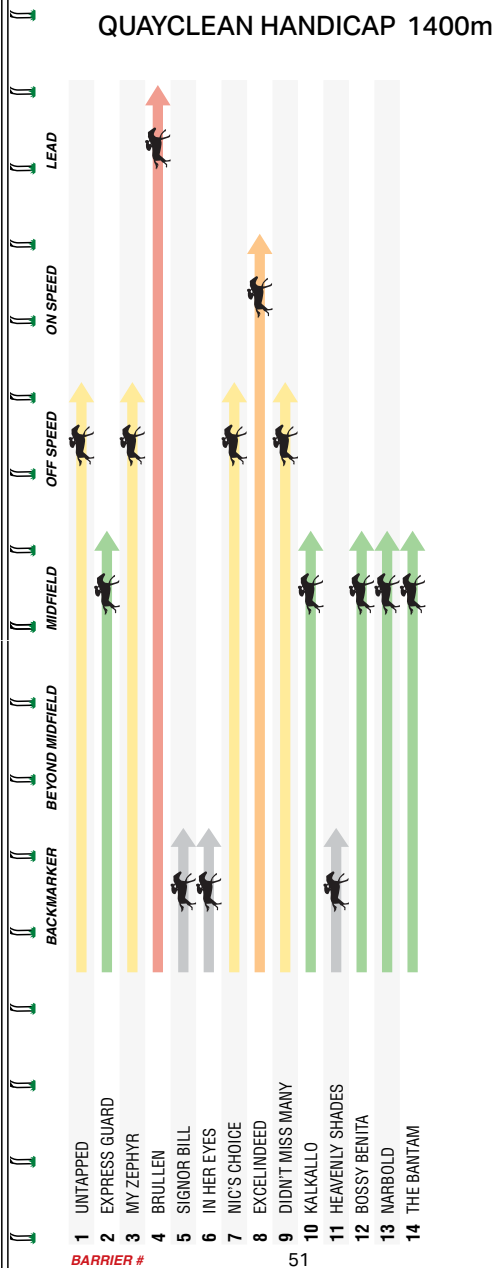 QUAYCLEAN HANDICAP 1400m
LEAD
ON SPEED
OFF SPEED
MIDFIELD
BEYOND MIDFIELD
BACKMARKER
1 UNTAPPED
2 EXPRESS GUARD
3 MY ZEPHYR
4 BRULLEN
5 SIGNOR BILL
6 IN HER EYES
7 NIC'S CHOICE
8 EXCELINDEED
9 DIDN'T MISS MANY
10 KALKALLO
11 HEAVENLY SHADES
12 BOSSY BENITA
13 NARBOLD
14 THE BANTAM
BARRIER #
51